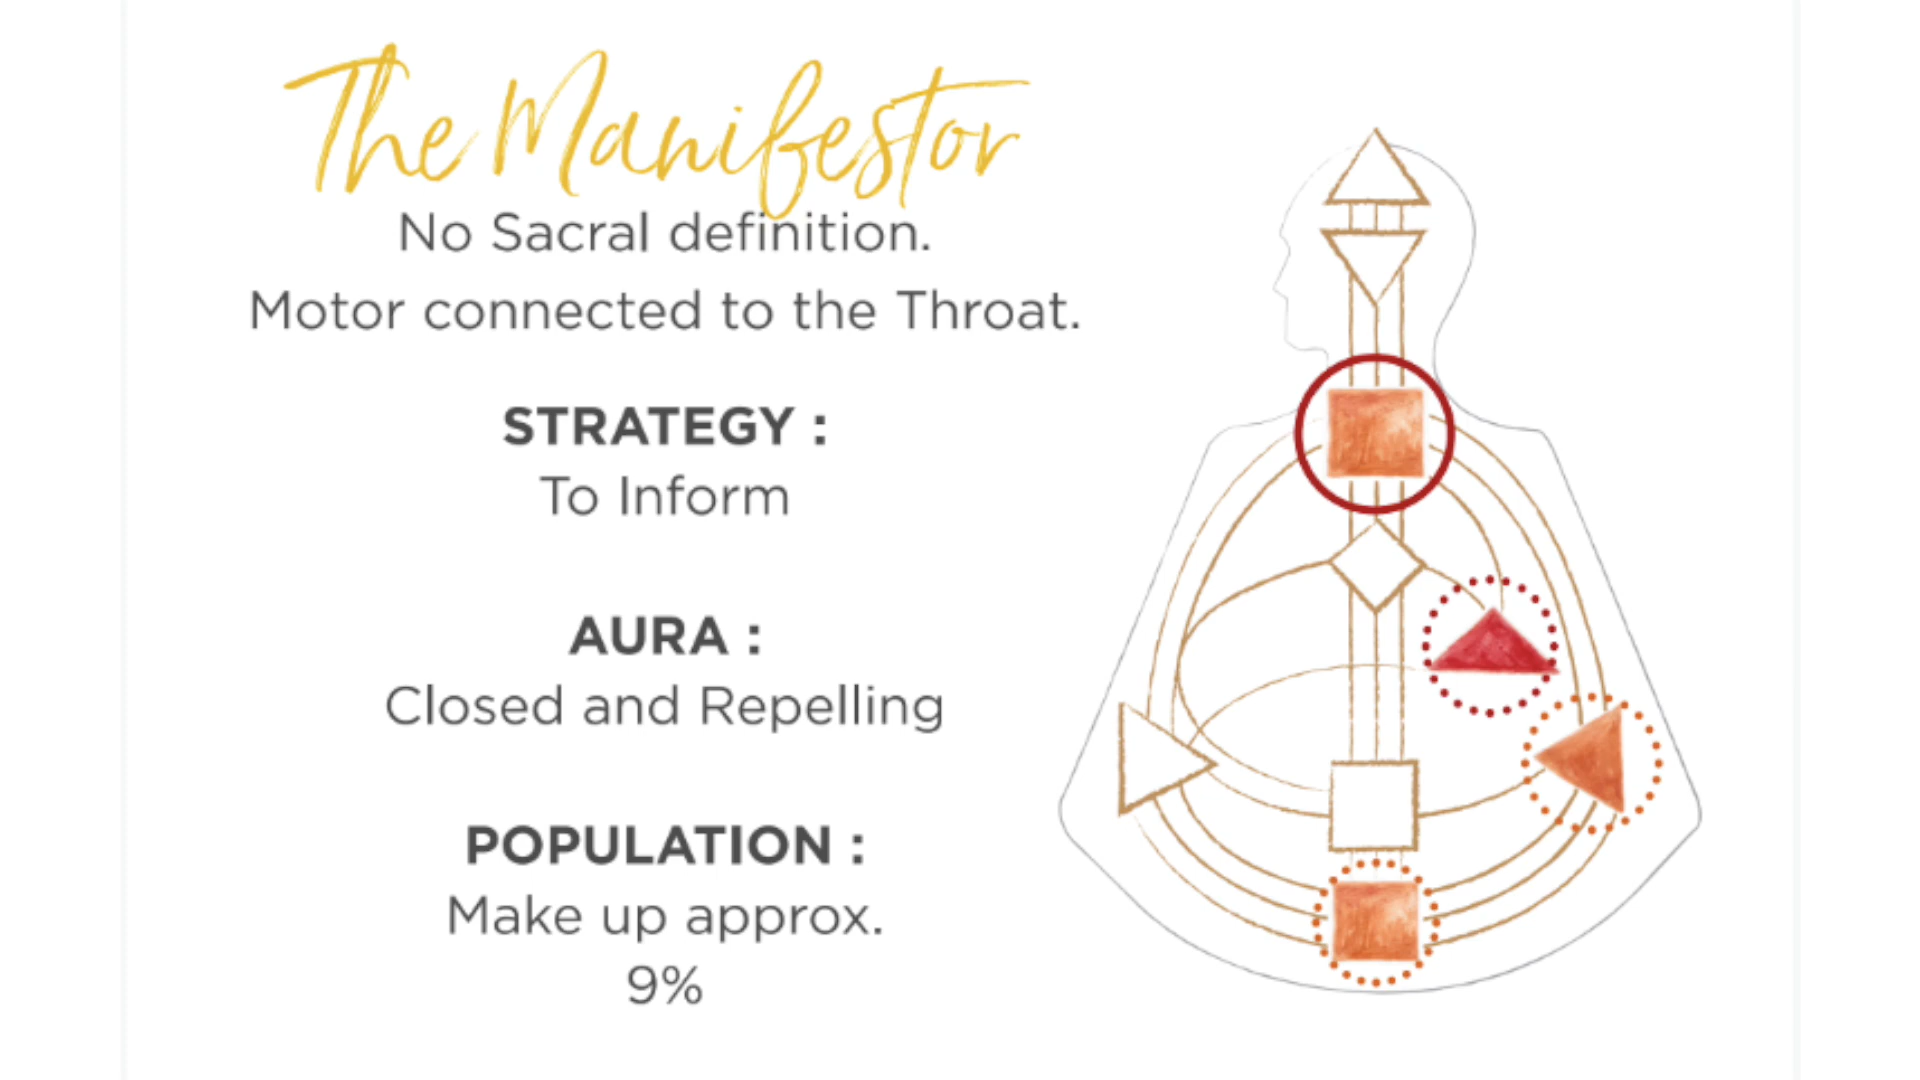 The Manifestor
No Sacral definition.
Motor connected to the Throat.
STRATEGY :
To Inform
AURA :
Closed and Repelling
POPULATION :
Make up approx.
9%